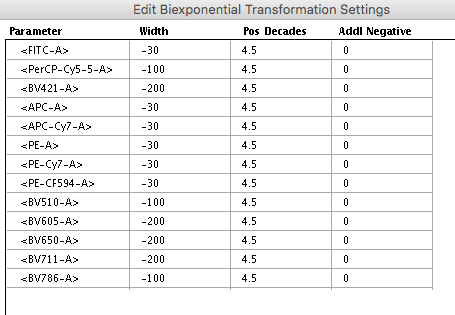 Edit Biexponential Transformation Settings
Parameter Width Pos Decades Addl Negative
<FITC-A> -30 4.5 0
<PerCP-Cy5-5-A> -100 4.5 0
<BV421-A> -200 4.5 0
<APC-A> -30 4.5 0
<APC-Cy7-A> -30 4.5 0
<PE-A> -30 4.5 0
<PE-Cy7-A> -30 4.5 0
<PE-CF594-A> -30 4.5 0
<BV510-A> -100 4.5 0
<BV605-A> -200 4.5 0
<BV650-A> -200 4.5 0
<BV711-A> -200 4.5 0
<BV786-A> -100 4.5 0